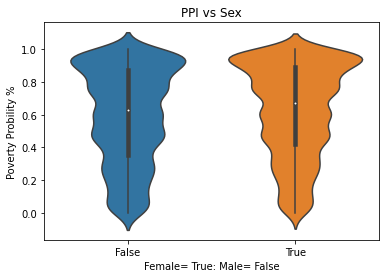 PPI vs Sex
Poverty Probility %
1.0
0.8
0.6
0.4
0.2
0.0
False
True
Female= True: Male= False